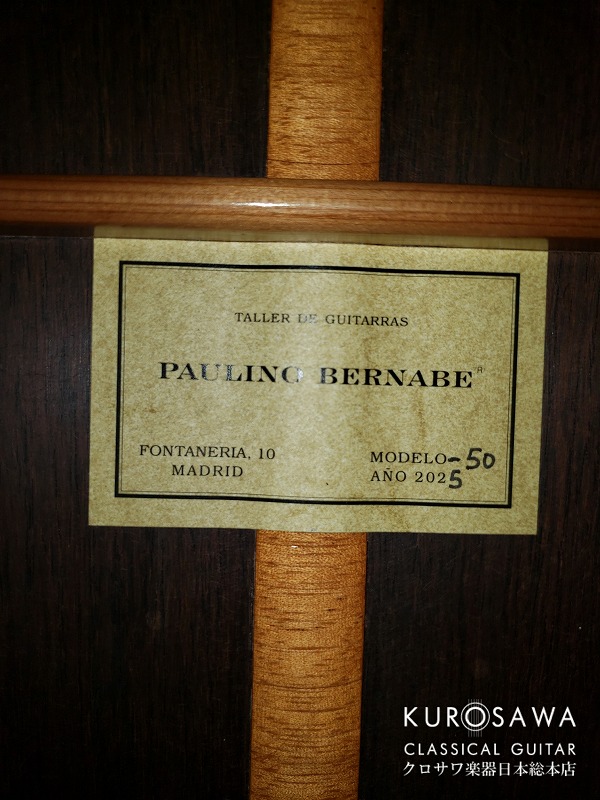 TALLER DE GUITARRAS
PAULINO BERNABE R
FONTANERIA, 10
MADRID
MODELO-50
AÑO 2025
KUROSAWA
CLASSICAL GUITAR
クロサワ楽器日本総本店